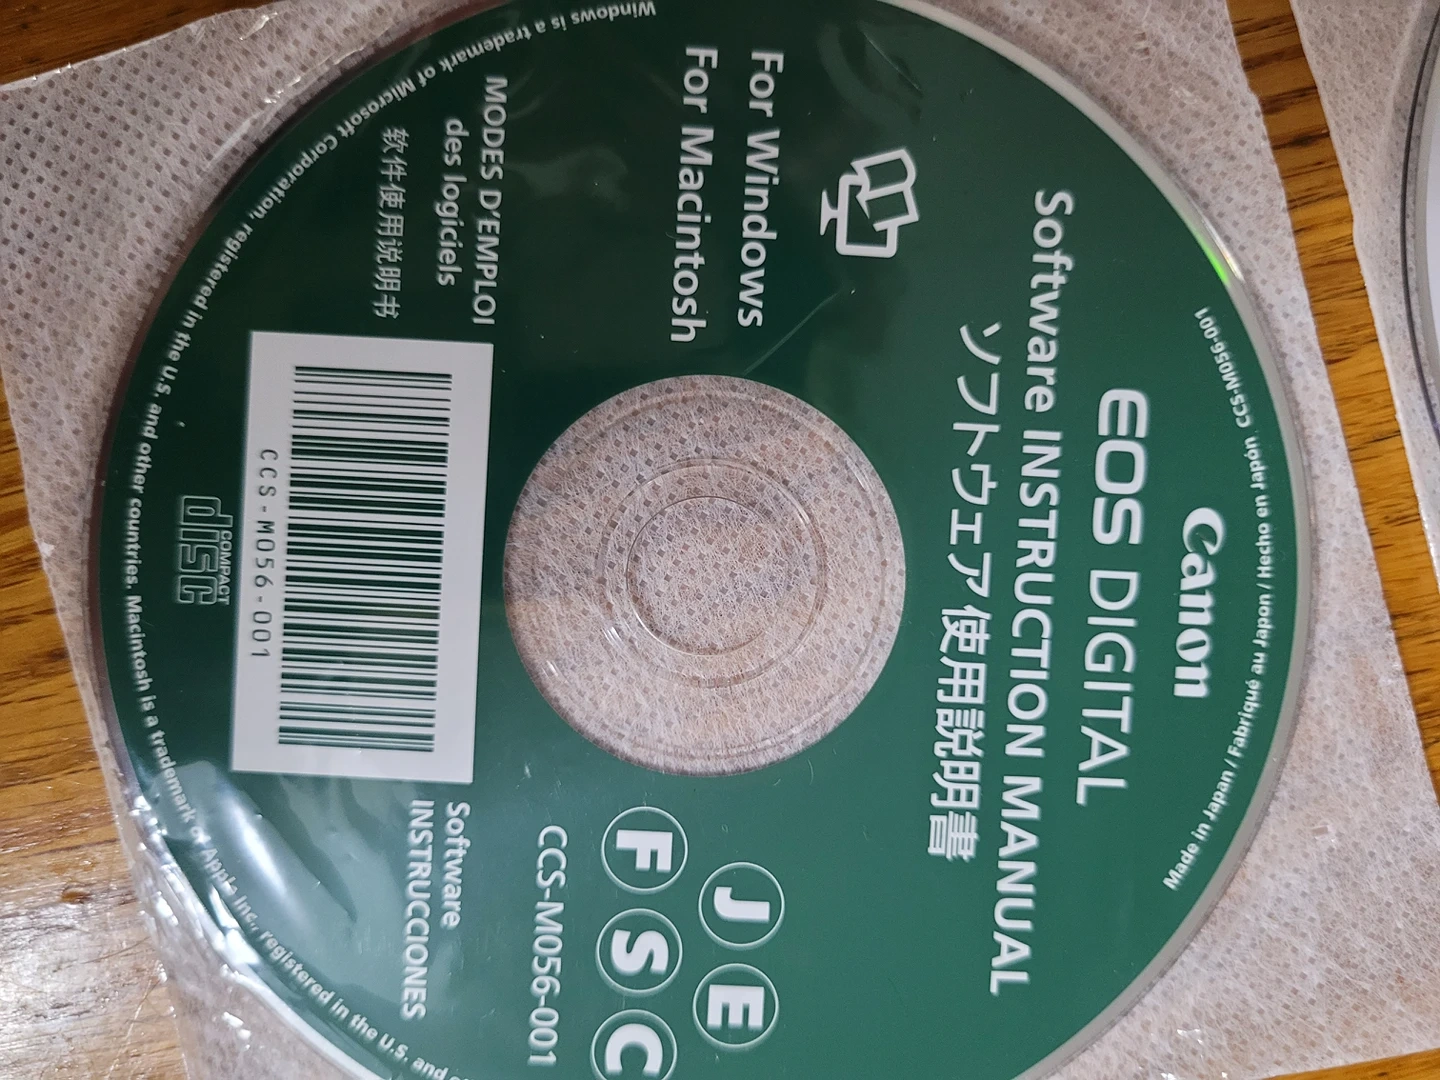 Canon
EOS DIGITAL
Software INSTRUCTION MANUAL
ソフトウェア使用説明書
For Windows
For Macintosh
J E
F S C
CCS-M056-001
MODES D'EMPLOI
des logiciels
软件使用说明书
Software
INSTRUCCIONES
CCS-M056-001
COMPACT
disc
CCS-M056-001 Made in Japan / Fabriqué au Japon / Hecho en Japón
Windows is a trademark of Microsoft Corporation, registered in the U.S. and other countries. Macintosh is a trademark of Apple Inc., registered in the U.S. and